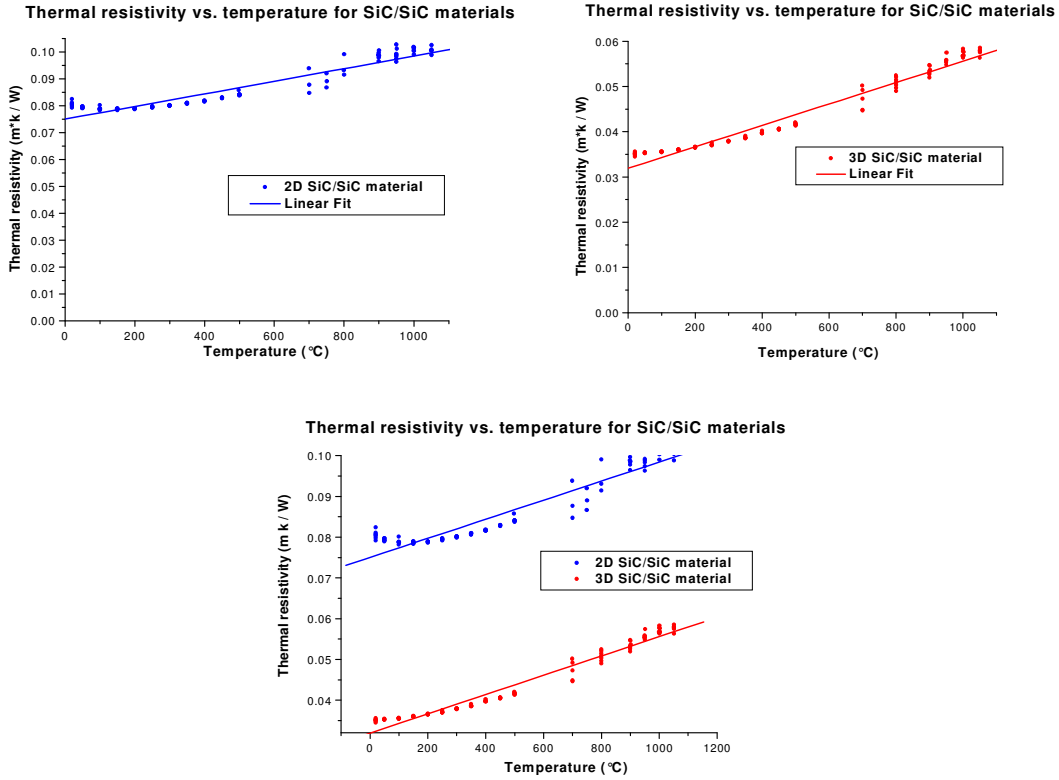 Thermal resistivity vs. temperature for SiC/SiC materials
Thermal resistivity (m*k / W)
0.10
0.09
0.08
0.07
0.06
0.05
0.04
0.03
0.02
0.01
0.00
2D SiC/SiC material
Linear Fit
0 200 400 600 800 1000
Temperature (°C)
Thermal resistivity vs. temperature for SiC/SiC materials
Thermal resistivity (m*k / W)
0.06
0.05
0.04
0.03
0.02
0.01
0.00
3D SiC/SiC material
Linear Fit
0 200 400 600 800 1000
Temperature (°C)
Thermal resistivity vs. temperature for SiC/SiC materials
Thermal resistivity (m k / W)
0.10
0.09
0.08
0.07
0.06
0.05
0.04
2D SiC/SiC material
3D SiC/SiC material
0 200 400 600 800 1000 1200
Temperature (°C)